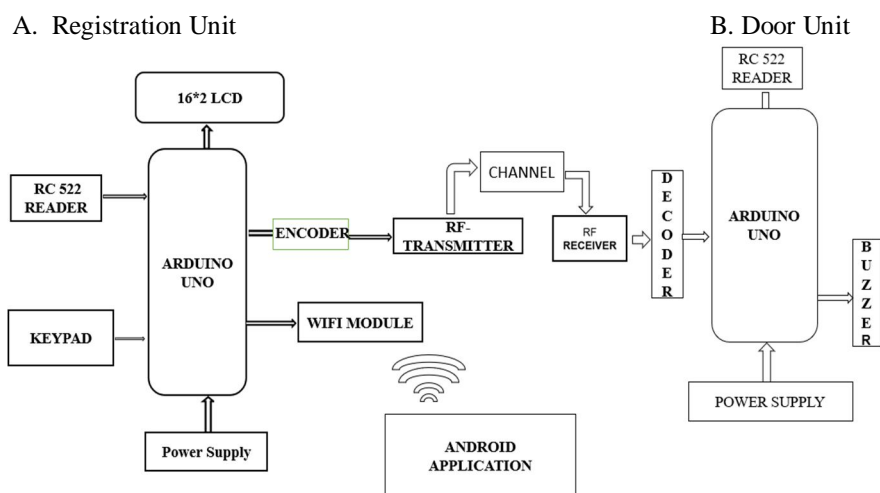 A. Registration Unit
B. Door Unit
16*2 LCD
RC 522
READER
KEYPAD
ARDUINO
UNO
Power Supply
ENCODER
RF-
TRANSMITTER
WIFI MODULE
ANDROID
APPLICATION
CHANNEL
RF
RECEIVER
D
E
C
O
D
E
R
RC 522
READER
ARDUINO
UNO
B
U
Z
Z
E
R
POWER SUPPLY